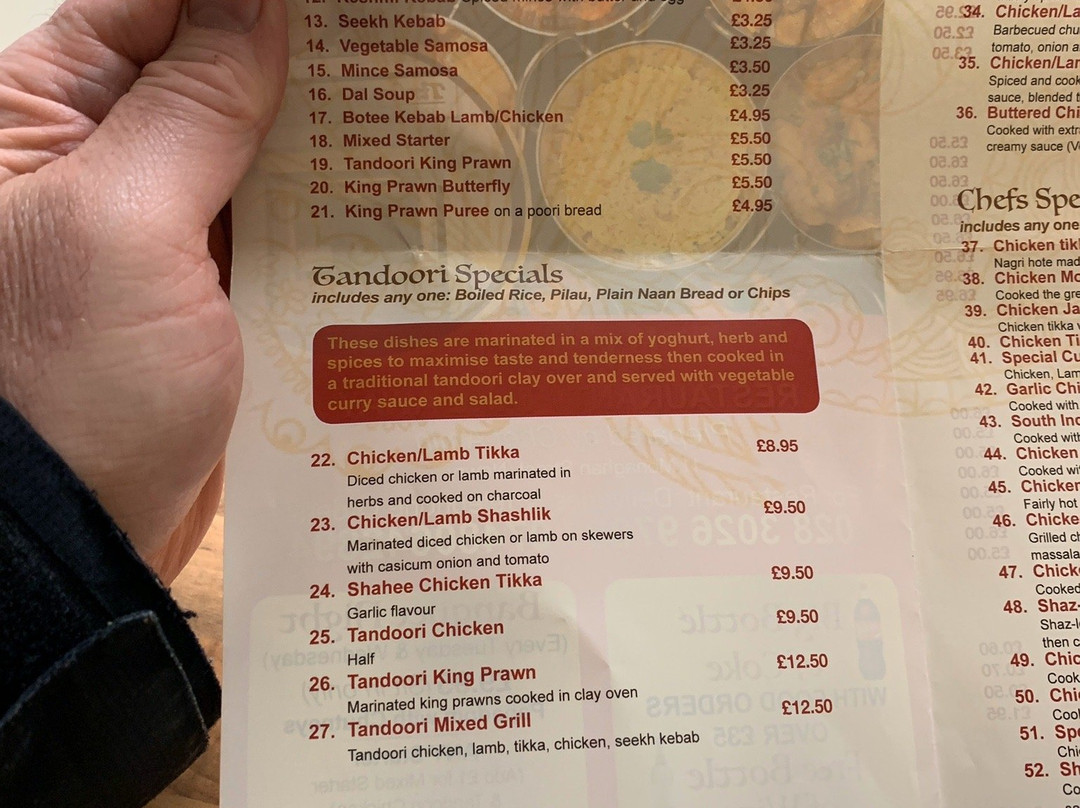 13. Seekh Kebab £3.25
14. Vegetable Samosa £3.25
15. Mince Samosa £3.50
16. Dal Soup £3.25
17. Botee Kebab Lamb/Chicken £4.95
18. Mixed Starter £5.50
19. Tandoori King Prawn £5.50
20. King Prawn Butterfly £5.50
21. King Prawn Puree on a poori bread £4.95
Tandoori Specials
includes any one: Boiled Rice, Pilau, Plain Naan Bread or Chips
These dishes are marinated in a mix of yoghurt, herb and
spices to maximise taste and tenderness then cooked in
a traditional tandoori clay over and served with vegetable
curry sauce and salad.
22. Chicken/Lamb Tikka £8.95
Diced chicken or lamb marinated in
herbs and cooked on charcoal
23. Chicken/Lamb Shashlik £9.50
Marinated diced chicken or lamb on skewers
with casicum onion and tomato
24. Shahee Chicken Tikka £9.50
Garlic flavour
25. Tandoori Chicken £9.50
Half
26. Tandoori King Prawn £12.50
Marinated king prawns cooked in clay oven
27. Tandoori Mixed Grill £12.50
Tandoori chicken, lamb, tikka, chicken, seekh kebab
34. Chicken/La
Barbecued chu
tomato, onion a
35. Chicken/Lar
Spiced and cook
sauce, blended t
36. Buttered Chi
Cooked with extr
creamy sauce (V
Chefs Spe
includes any one
37. Chicken tik
Nagri hote mad
38. Chicken Mo
Cooked the gre
39. Chicken Ja
Chicken tikka
40. Chicken Ti
41. Special Cu
Chicken, Lam
42. Garlic Chi
Cooked with
43. South Ind
Cooked with
44. Chicken
Cooked wi
45. Chicken
Fairly hot
46. Chicke
Grilled ch
massala
47. Chick
Cooked
48. Shaz-
Shaz-l
then c
49. Chic
Cook
50. Chi
Coo
51. Spe
Chi
52. Sh
Co